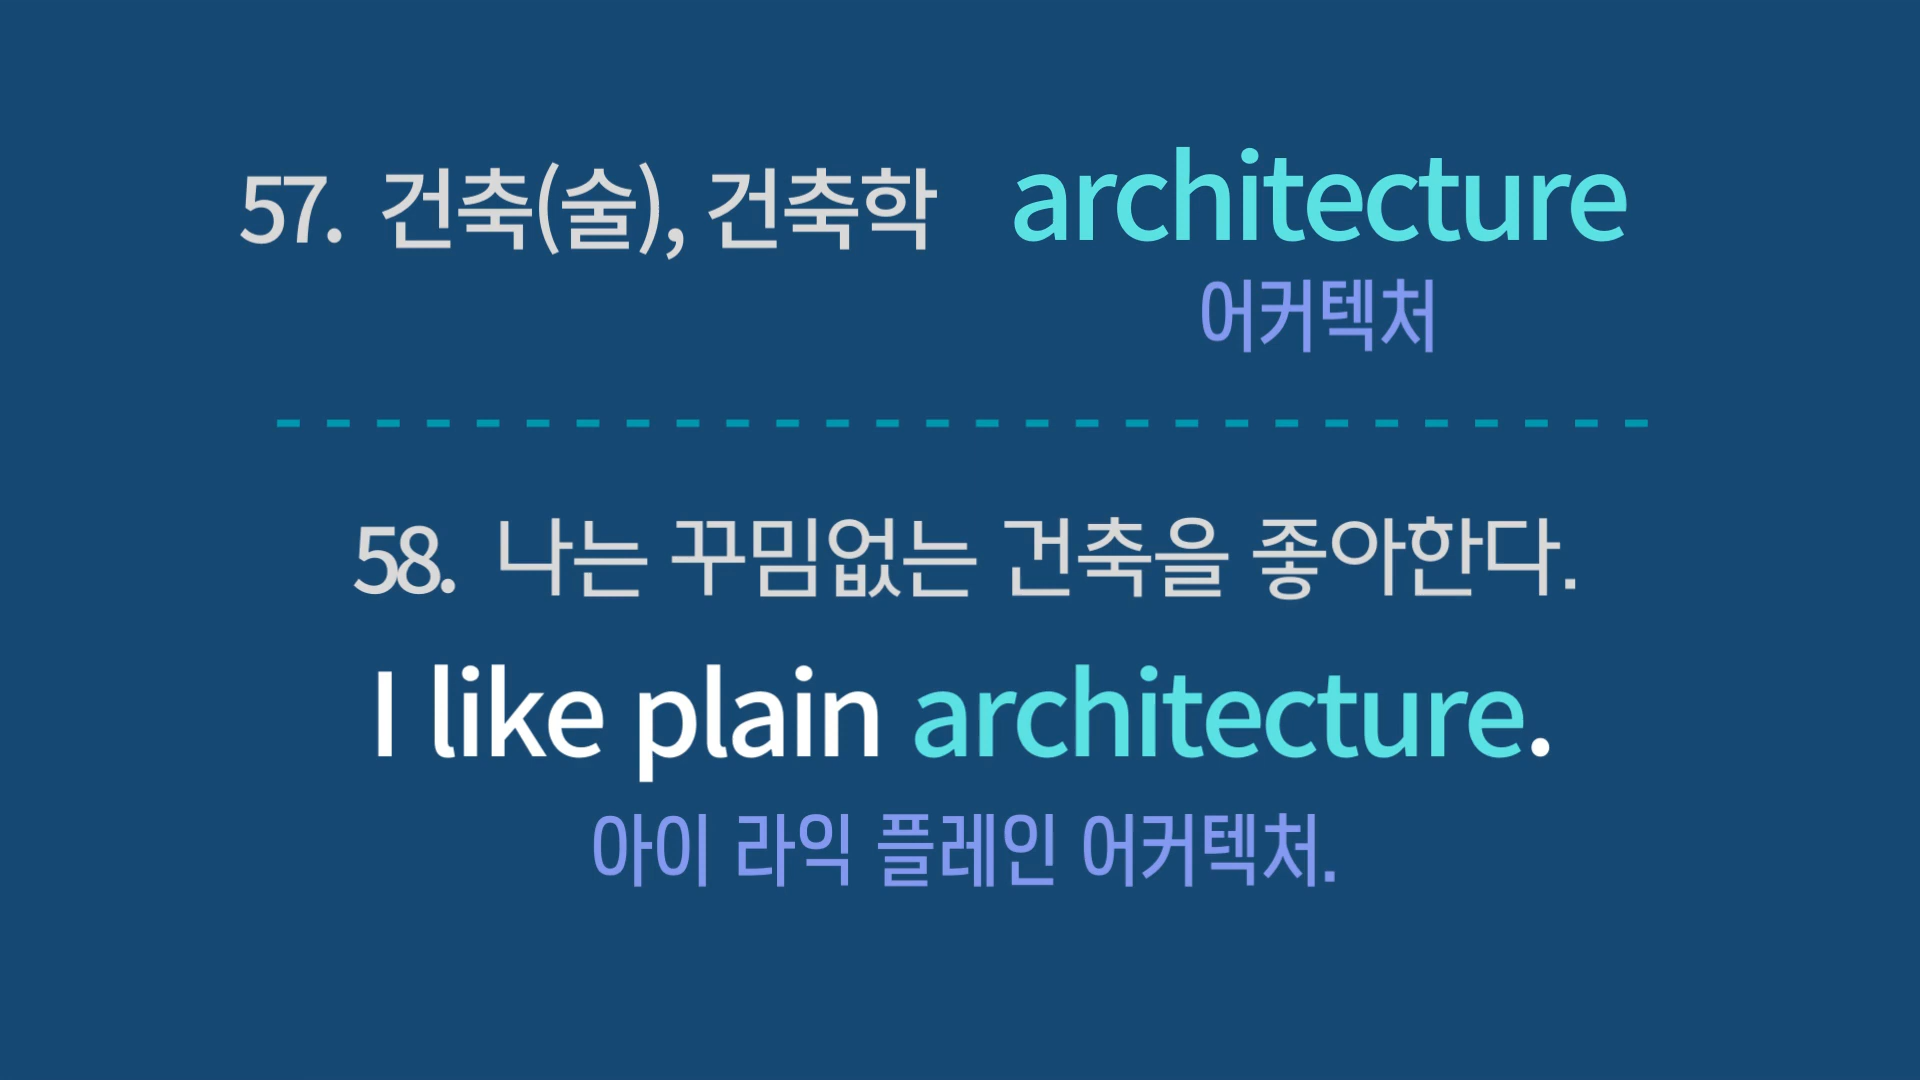 57. 건축(술), 건축학 architecture
어커텍쳐
58. 나는 꾸밈없는 건축을 좋아한다.
I like plain architecture.
아이 라익 플레인 어커텍쳐.